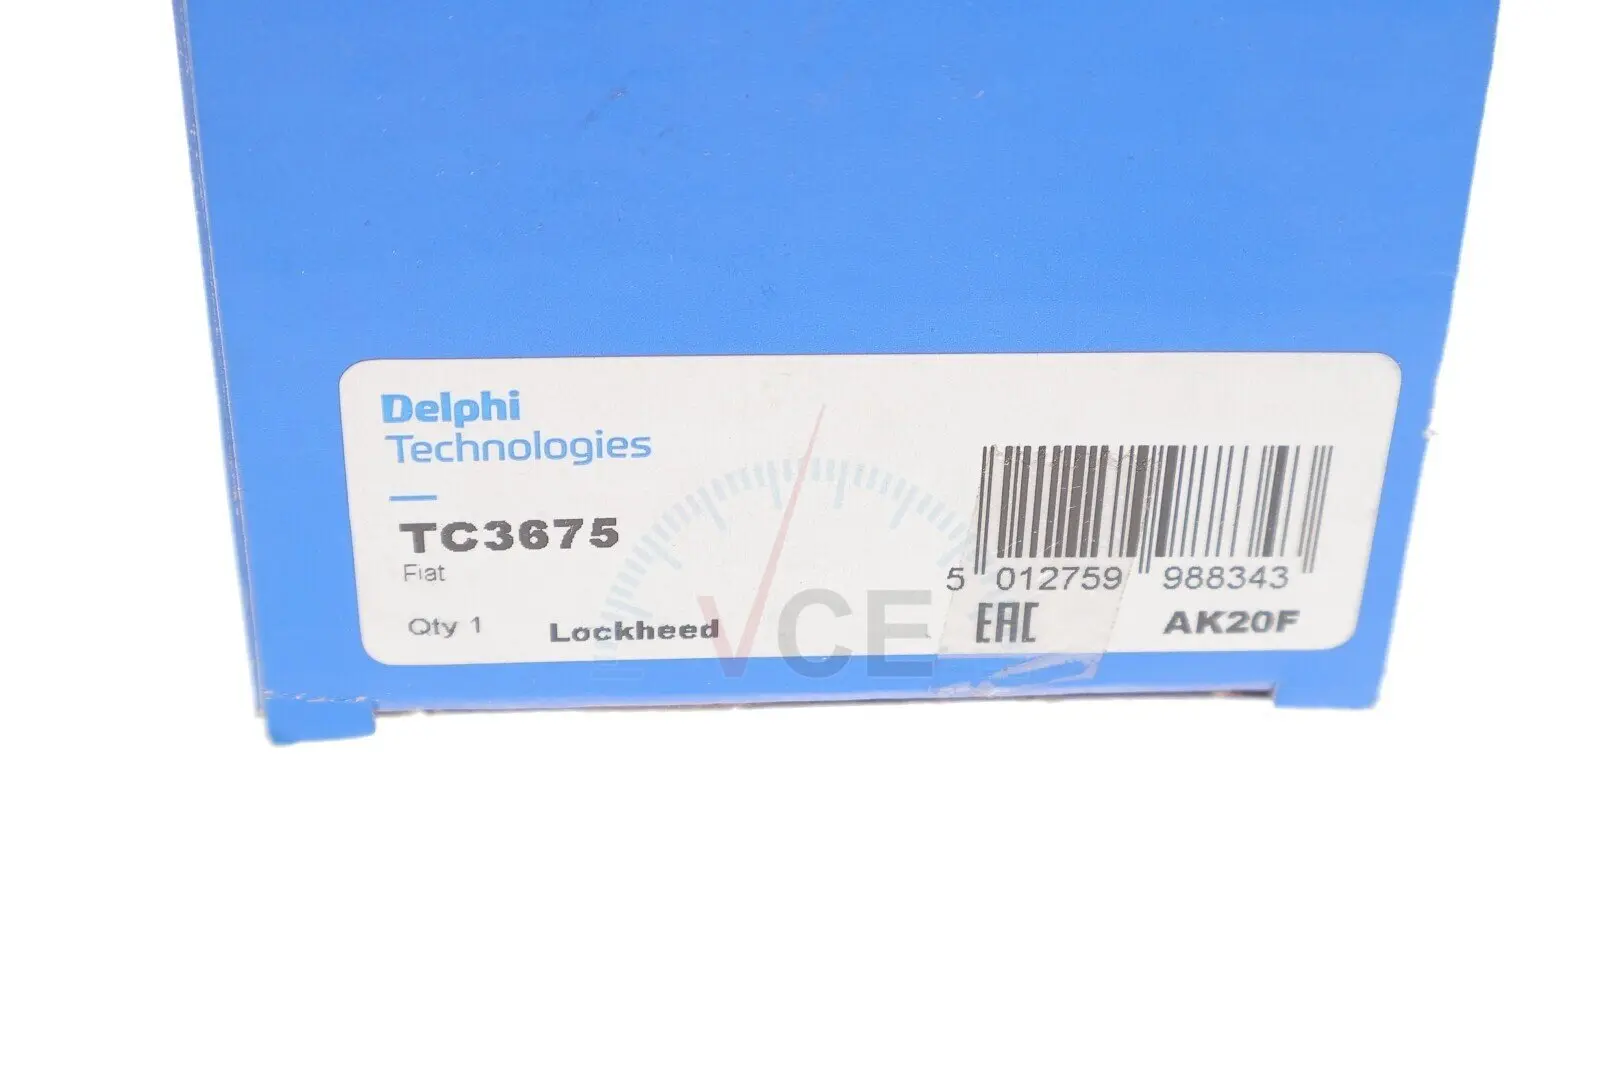 Delphi
Technologies
TC3675
Fiat
Qty 1
Lockheed
VCE
5 012759 988343
EAC
AK20F